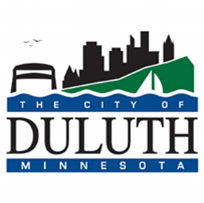 THE CITY OF
DULUTH
MINNESOTA